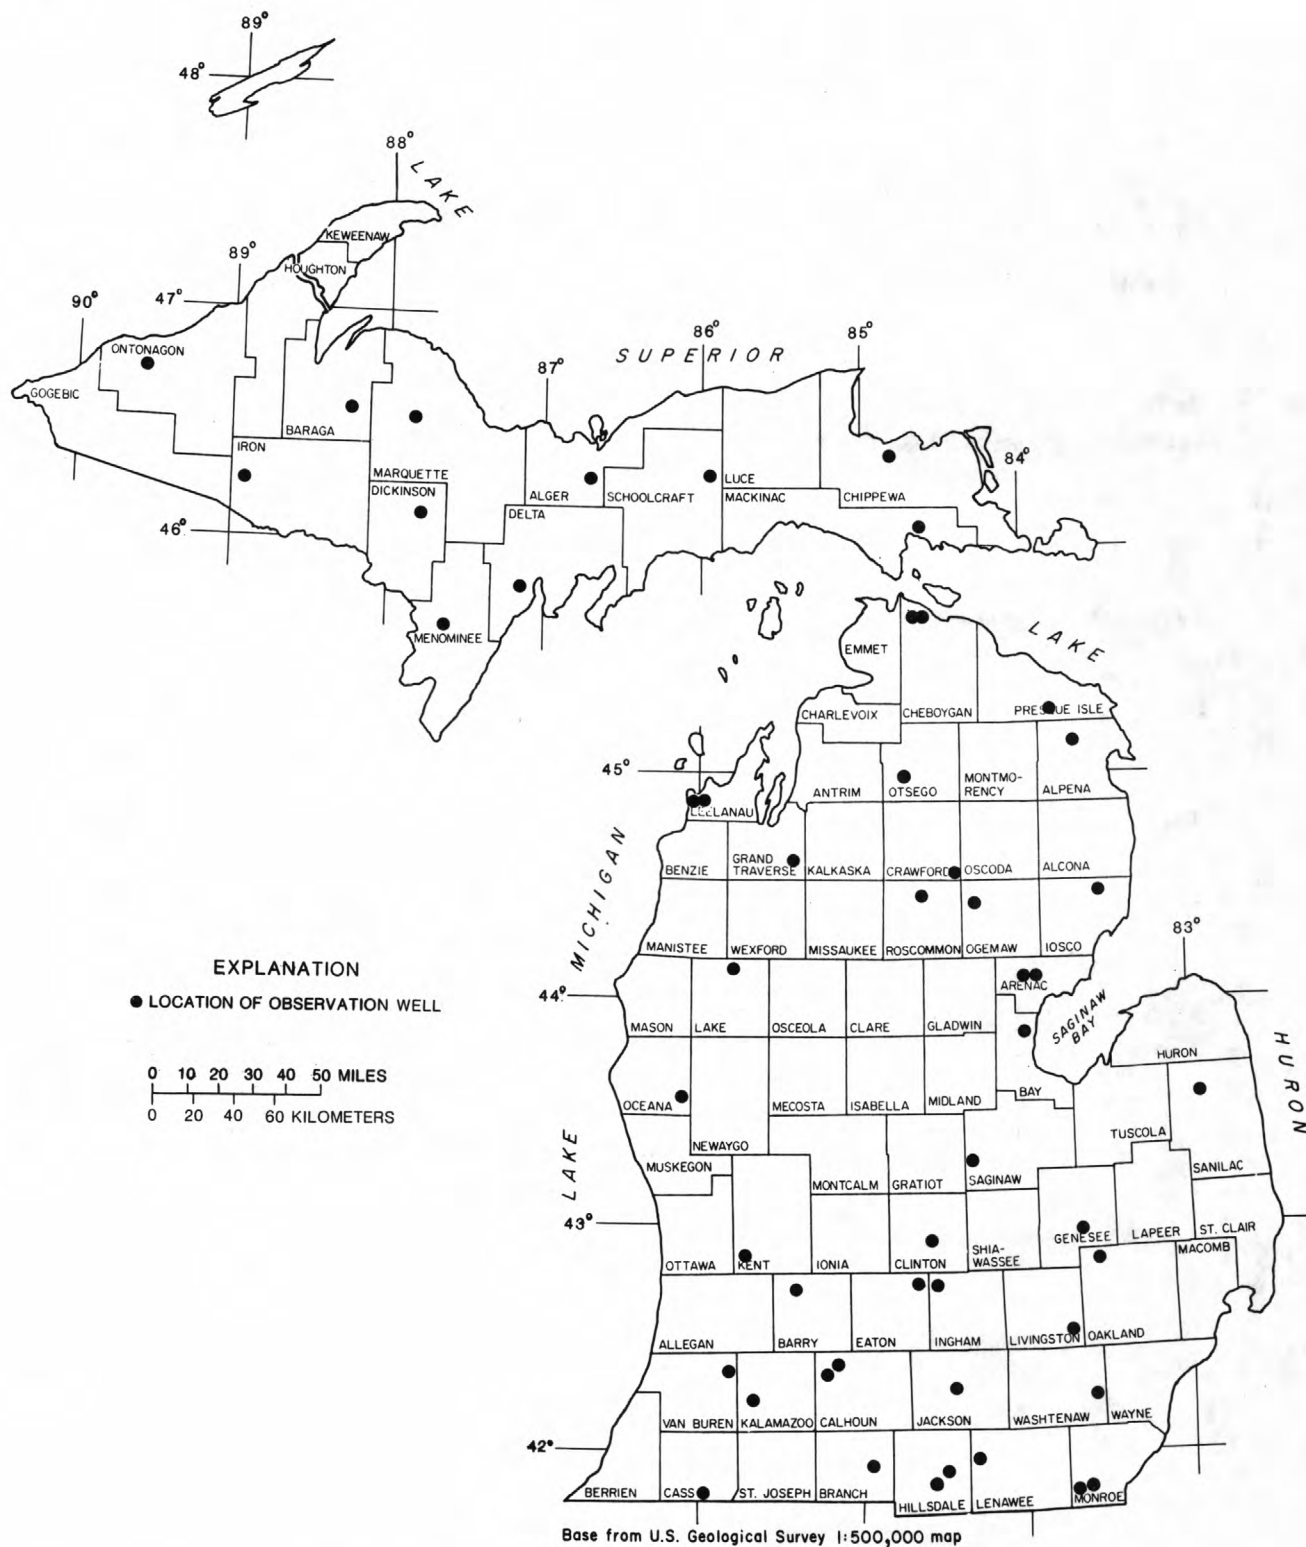 89°
48°
88°
LAKE
KEWEENAW
89°
HOUGHTON
47°
90°
86°
85°
SUPERIOR
ONTONAGON
87°
GOGEBIC
BARAGA
IRON
84°
MARQUETTE
LUCE
DICKINSON
ALGER
SCHOOLCRAFT
MACKINAC
CHIPPEWA
DELTA
46°
MENOMINEE
LAKE
EMMET
CHARLEVOIX
CHEBOYGAN
PRESQUE ISLE
45°
ANTRIM
OTSEGO
MONTMO-
RENCY
ALPENA
LEELANAU
MICHIGAN
BENZIE
GRAND
TRAVERSE
KALKASKA
CRAWFORD
OSCODA
ALCONA
83°
MANISTEE
WEXFORD
MISSAUKEE
ROSCOMMON
OGEMAW
IOSCO
EXPLANATION
LOCATION OF OBSERVATION WELL
44°
ARENAC
MASON
LAKE
OSCEOLA
CLARE
GLADWIN
SAGINAW
BAY
HURON
HURON
0 10 20 30 40 50 MILES
0 20 40 60 KILOMETERS
OCEANA
MECOSTA
ISABELLA
MIDLAND
BAY
TUSCOLA
LAKE
NEWAYGO
MUSKEGON
MONTCALM
GRATIOT
SAGINAW
SANILAC
43°
GENESEE
LAPEER
ST. CLAIR
OTTAWA
KENT
IONIA
CLINTON
SHIA-
WASSEE
MACOMB
ALLEGAN
BARRY
EATON
INGHAM
LIVINGSTON
OAKLAND
VAN BUREN
KALAMAZOO
CALHOUN
JACKSON
WASHTENAW
WAYNE
42°
BERRIEN
CASS
ST. JOSEPH
BRANCH
HILLSDALE
LENAWEE
MONROE
Base from U.S. Geological Survey 1:500,000 map